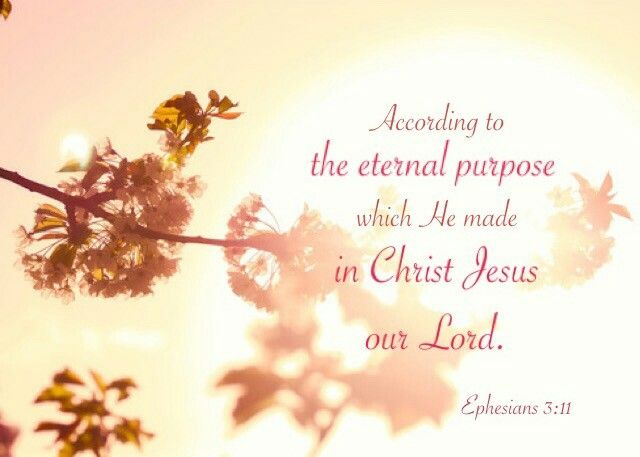 According to
the eternal purpose
which He made
in Christ Jesus
our Lord.
Ephesians 3:11